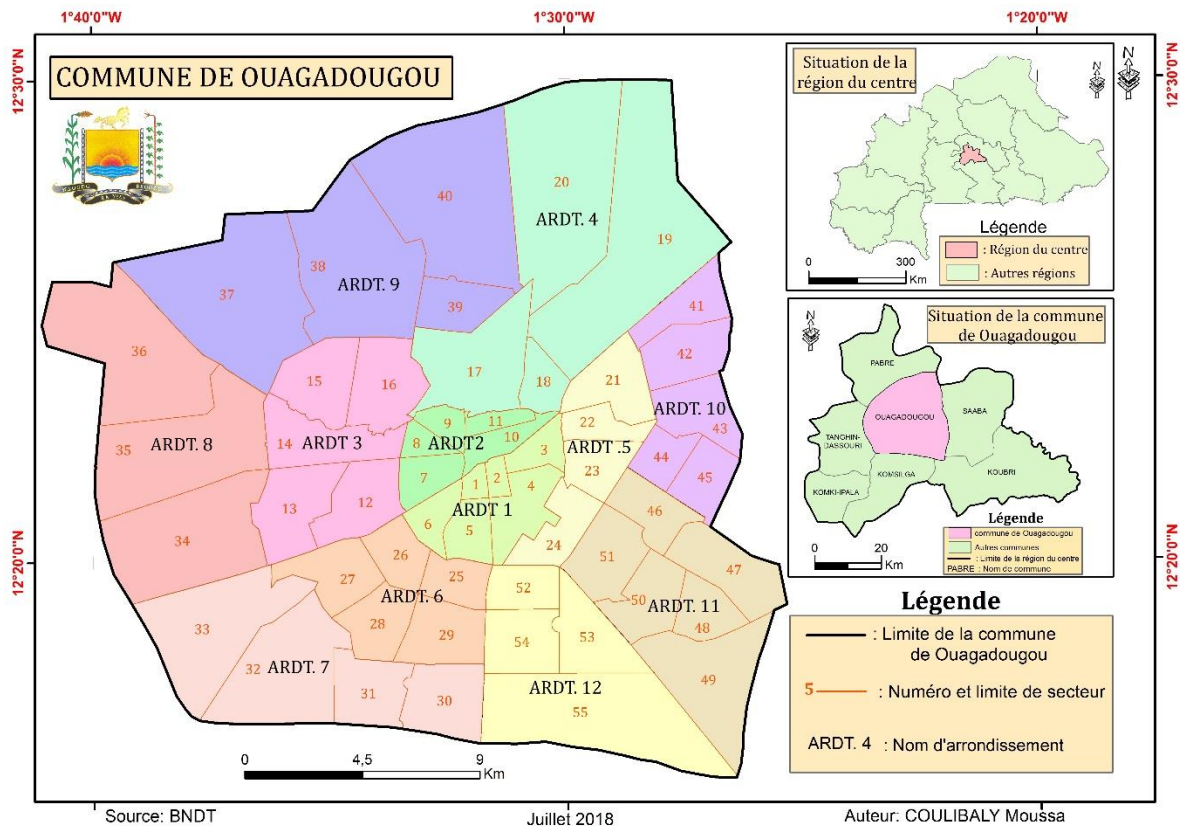 1°40'0"W
1°30'0"W
1°20'0"W
12°30'0"N
12°30'0"N
COMMUNE DE OUAGADOUGOU
Situation de la
région du centre
N
N
Légende
: Région du centre
: Autres régions
0
300
Km
Situation de la commune
de Ouagadougou
N
PABRE
OUAGADOUGOU
SAABA
TANGHIN-
DASSOURI
KOMSILGA
KOUBRI
KOMKI-IPALA
Légende
commune de Ouagadougou
Autres communes
: Limite de la région du centre
PABRE : Nom de commune
0
20
Km
20
40
ARDT. 4
19
38
37
ARDT. 9
39
41
36
42
17
15
16
18
21
ARDT. 10
9
11
22
43
35
ARDT. 8
14
ARDT 3
8
ARDT2
10
3
ARDT .5
44
7
23
45
1
2
4
13
12
ARDT 1
46
6
5
34
24
51
47
26
27
25
52
50
ARDT. 11
ARDT. 6
33
28
29
54
53
48
32
ARDT. 7
31
30
ARDT. 12
49
55
12°20'0"N
12°20'0"N
0
4,5
9
Km
Légende
: Limite de la commune
de Ouagadougou
5
: Numéro et limite de secteur
ARDT. 4
: Nom d'arrondissement
Source: BNDT
Juillet 2018
Auteur: COULIBALY Moussa